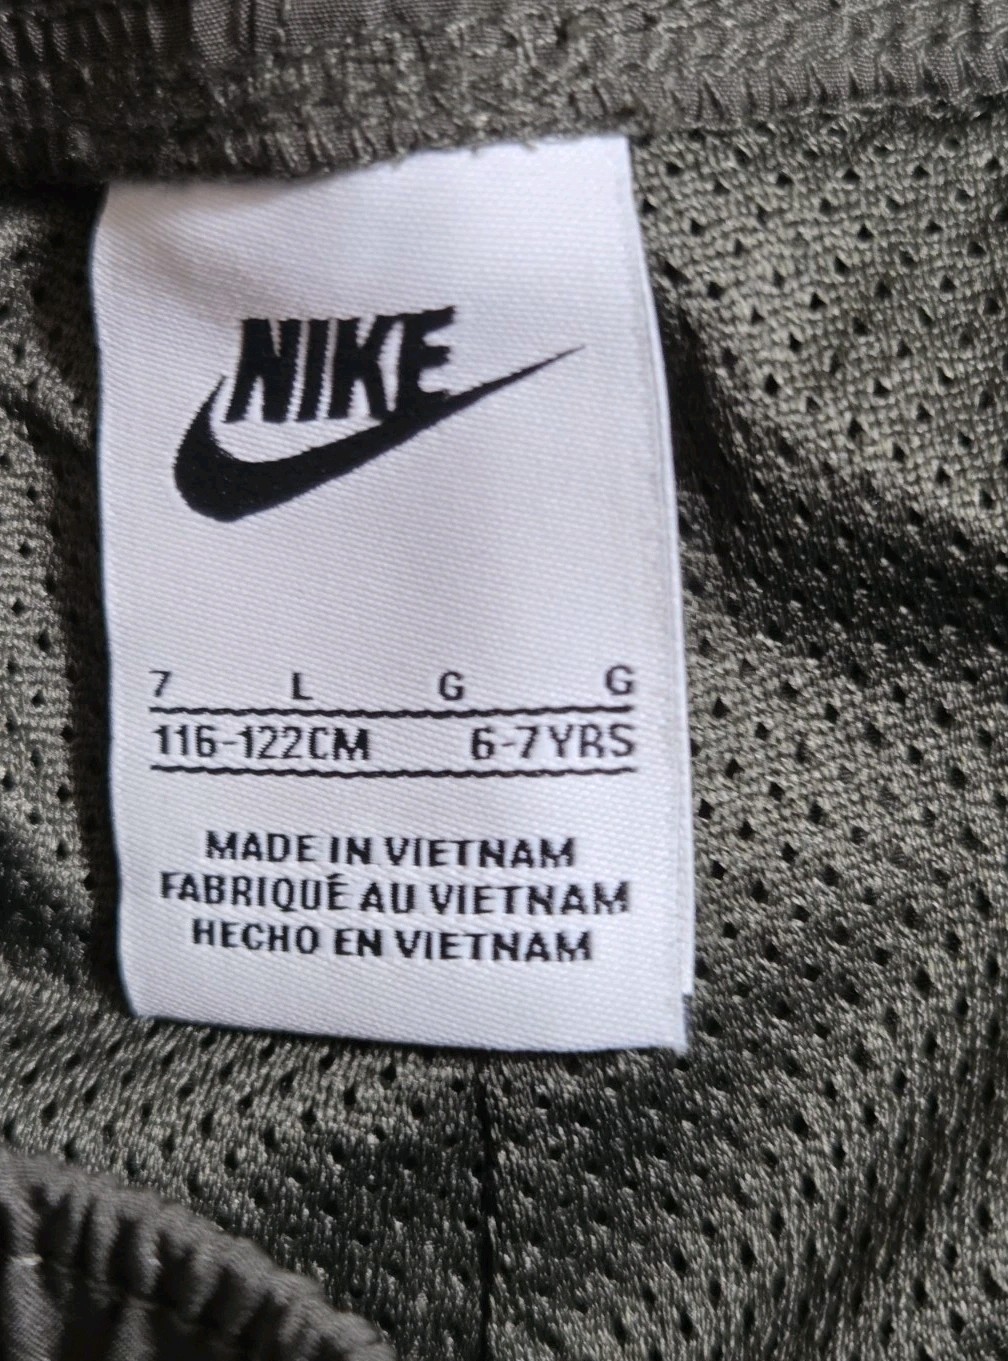 NIKE
7 L G G
116-122CM 6-7YRS
MADE IN VIETNAM
FABRIQUÉ AU VIETNAM
HECHO EN VIETNAM